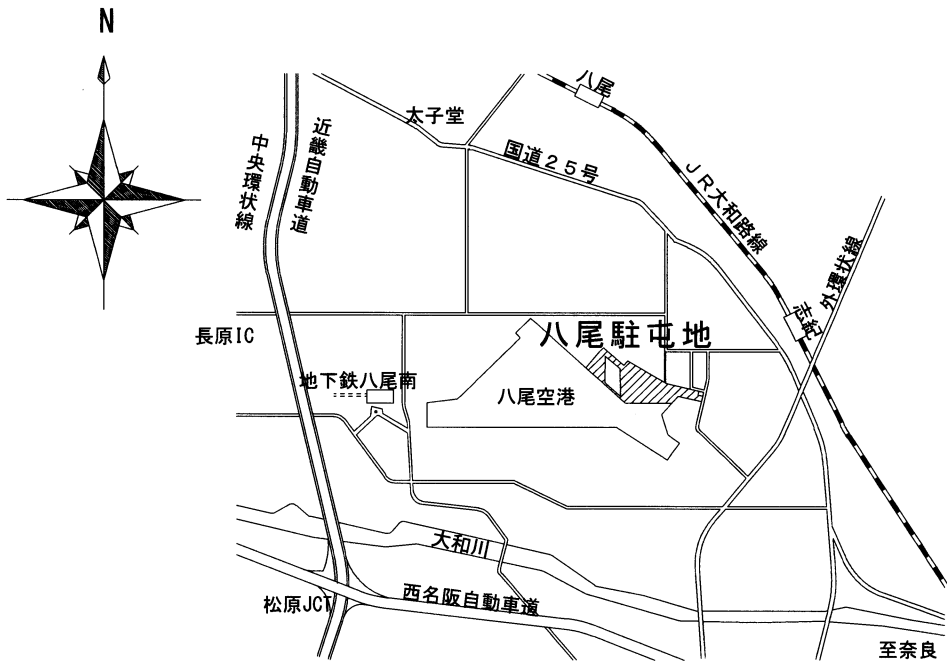 N
八尾
太子堂
国道２５号
近畿自動車道
中央環状線
ＪＲ大和路線
外環状線
志紀
長原IC
八尾駐屯地
地下鉄八尾南
八尾空港
大和川
西名阪自動車道
松原JCT
至奈良